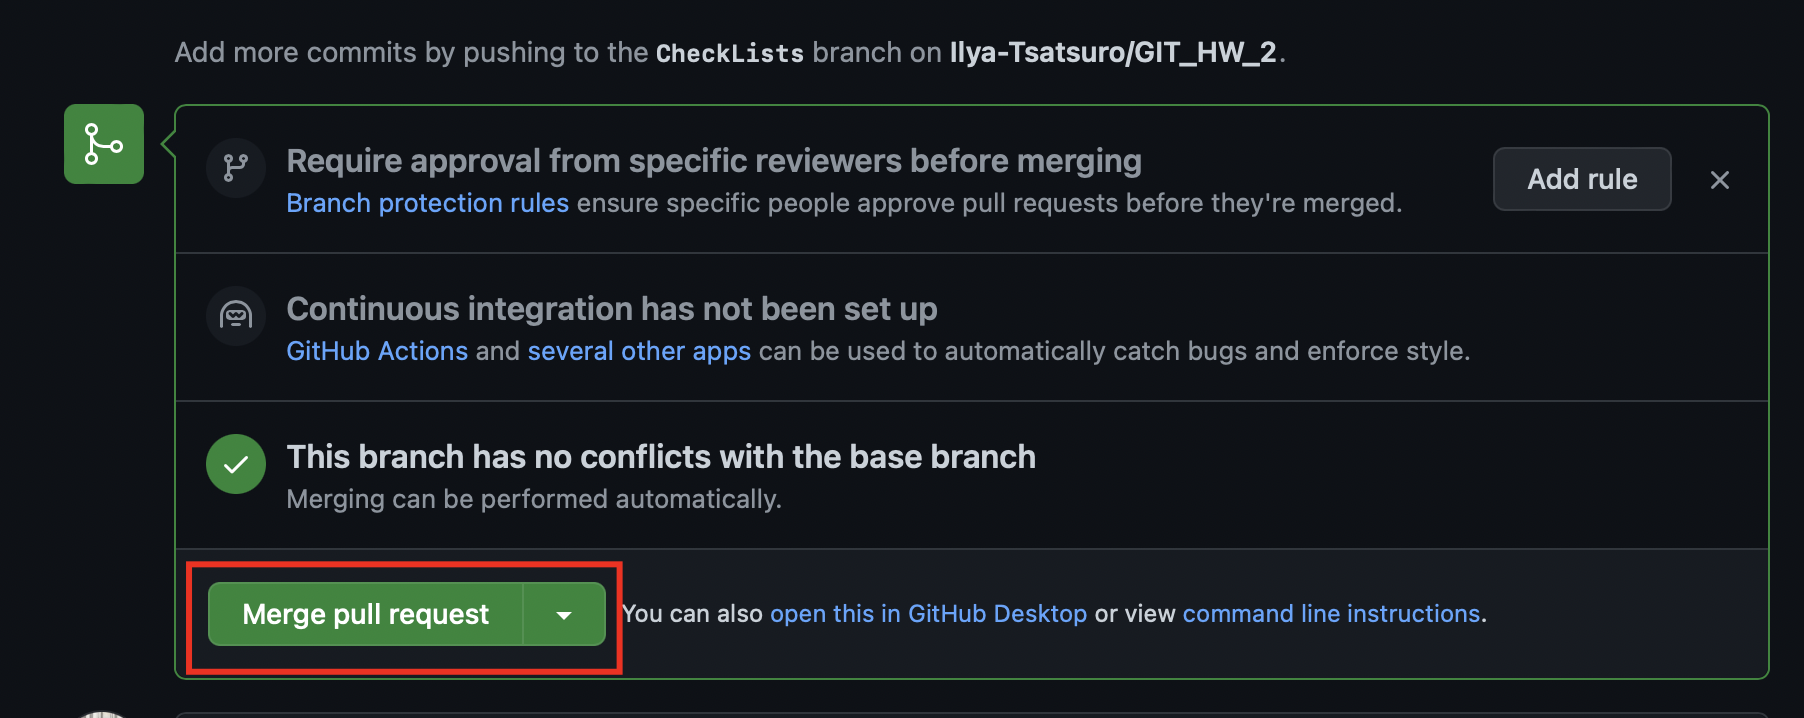 Add more commits by pushing to the CheckLists branch on Ilya-Tsatsuro/GIT_HW_2.
Require approval from specific reviewers before merging
Branch protection rules ensure specific people approve pull requests before they're merged.
Add rule
Continuous integration has not been set up
GitHub Actions and several other apps can be used to automatically catch bugs and enforce style.
This branch has no conflicts with the base branch
Merging can be performed automatically.
Merge pull request
You can also open this in GitHub Desktop or view command line instructions.